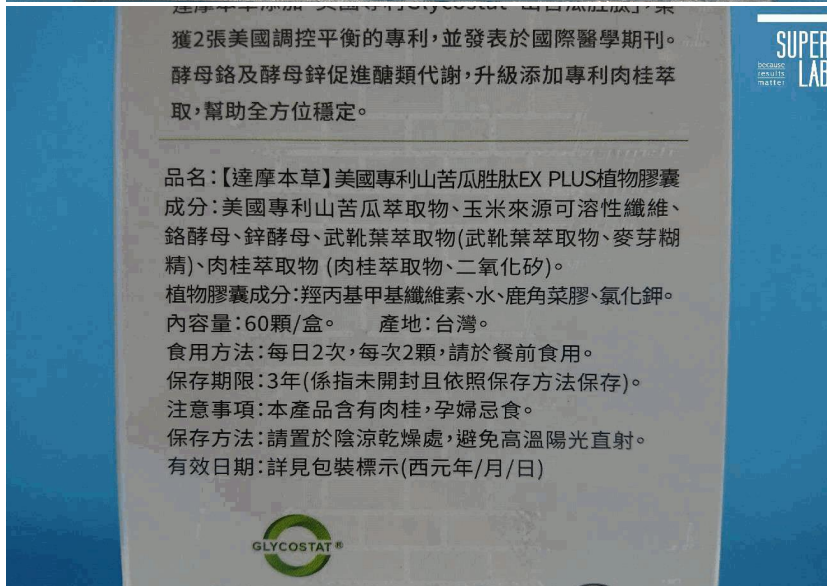 獲2張美國調控平衡的專利,並發表於國際醫學期刊。
酵母鉻及酵母鋅促進醣類代謝,升級添加專利肉桂萃
取,幫助全方位穩定。
SUPER
LAB
because
results
matter
品名:【達摩本草】美國專利山苦瓜胜肽EX PLUS植物膠囊
成分:美國專利山苦瓜萃取物、玉米來源可溶性纖維、
鉻酵母、鋅酵母、武靴葉萃取物(武靴葉萃取物、麥芽糊
精)、肉桂萃取物 (肉桂萃取物、二氧化矽)。
植物膠囊成分:羥丙基甲基纖維素、水、鹿角菜膠、氯化鉀。
內容量:60顆/盒。 產地:台灣。
食用方法:每日2次,每次2顆,請於餐前食用。
保存期限:3年(係指未開封且依照保存方法保存)。
注意事項:本產品含有肉桂,孕婦忌食。
保存方法:請置於陰涼乾燥處,避免高溫陽光直射。
有效日期:詳見包裝標示(西元年/月/日)
GLYCOSTAT®